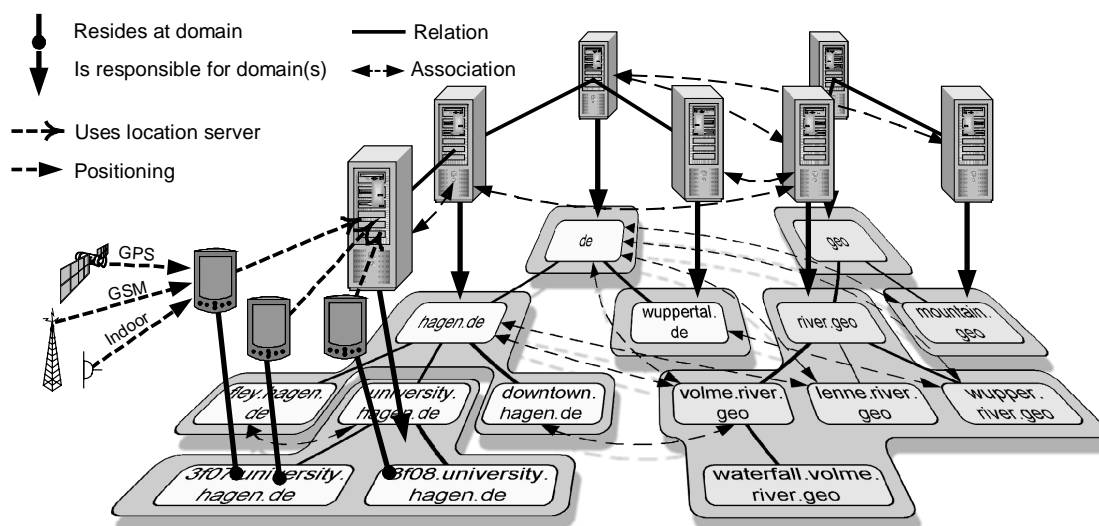 Resides at domain
Relation
Is responsible for domain(s)
Association
Uses location server
Positioning
GPS
GSM
Indoor
de
geo
hagen.de
wuppertal.
de
river.geo
mountain.
geo
fley.hagen.
de
university.
hagen.de
downtown.
hagen.de
volme.river.
geo
lenne.river.
geo
wupper.
river.geo
3f07.university.
hagen.de
3f08.university.
hagen.de
waterfall.volme.
river.geo